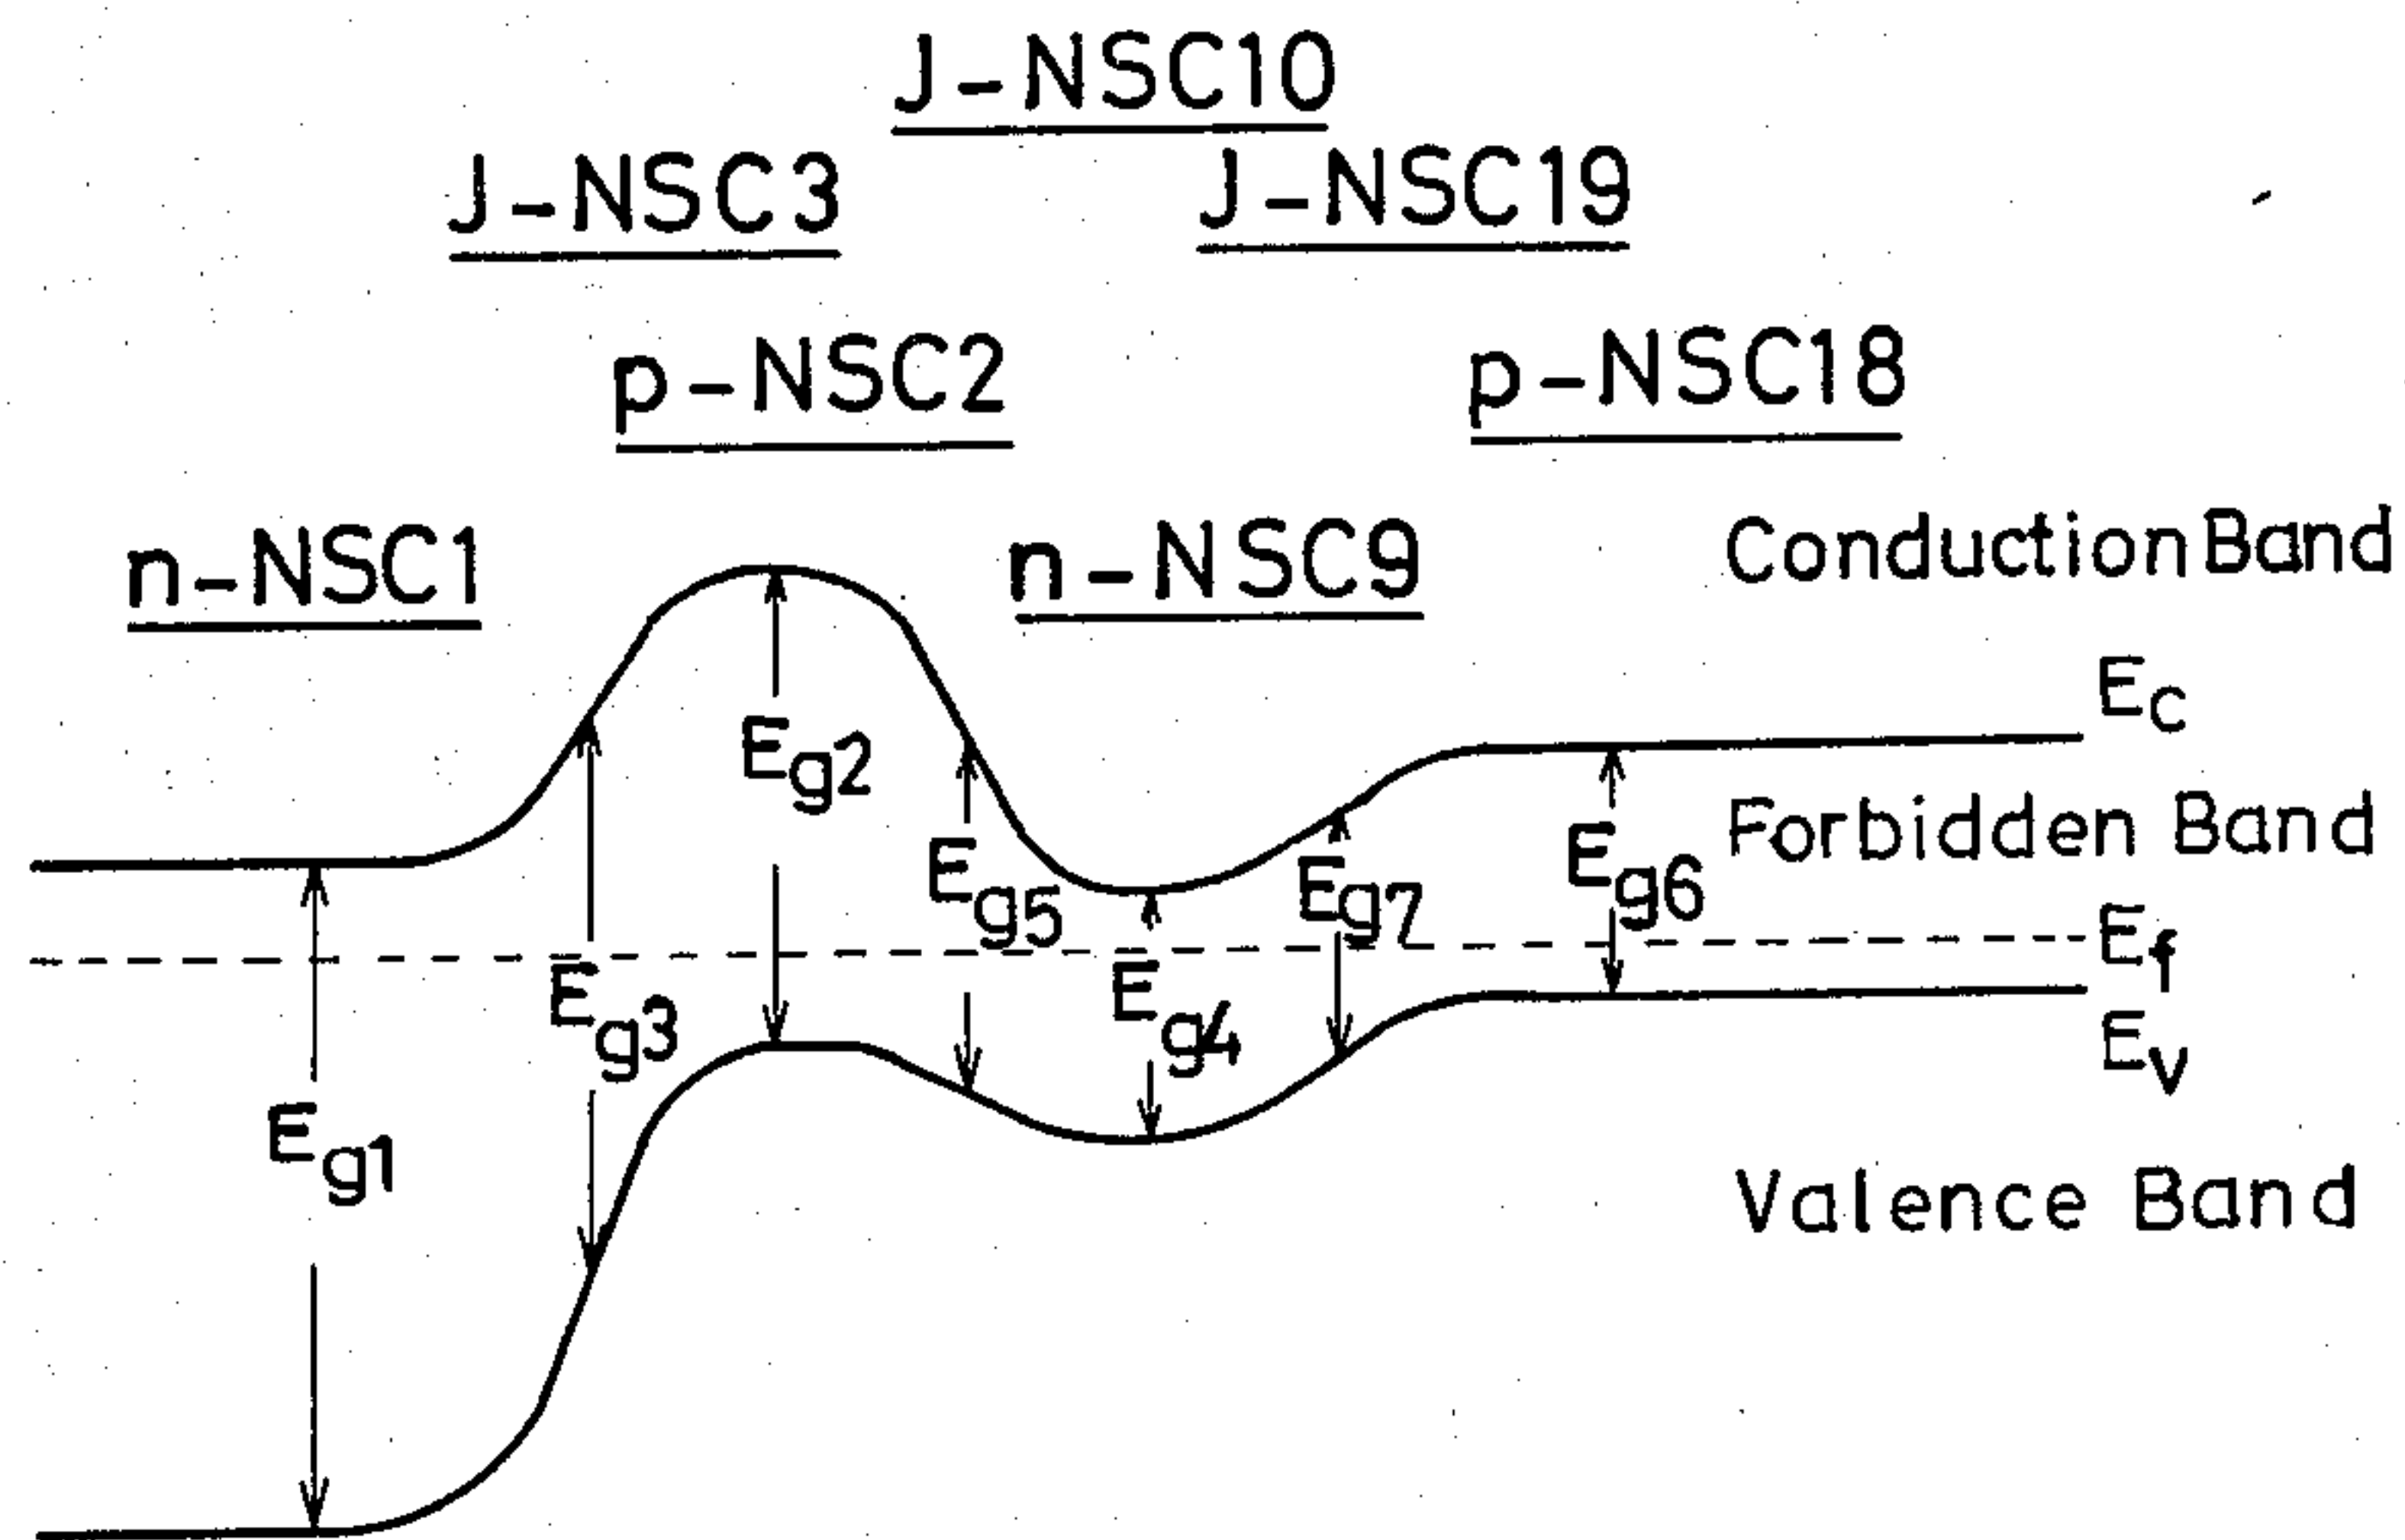 J-NSC10
J-NSC3
J-NSC19
p-NSC2
p-NSC18
n-NSC1
n-NSC9
Conduction Band
Ec
Eg2
Forbidden Band
Eg5
Eg7
Eg6
Ef
Eg3
Eg4
Ev
Eg1
Valence Band